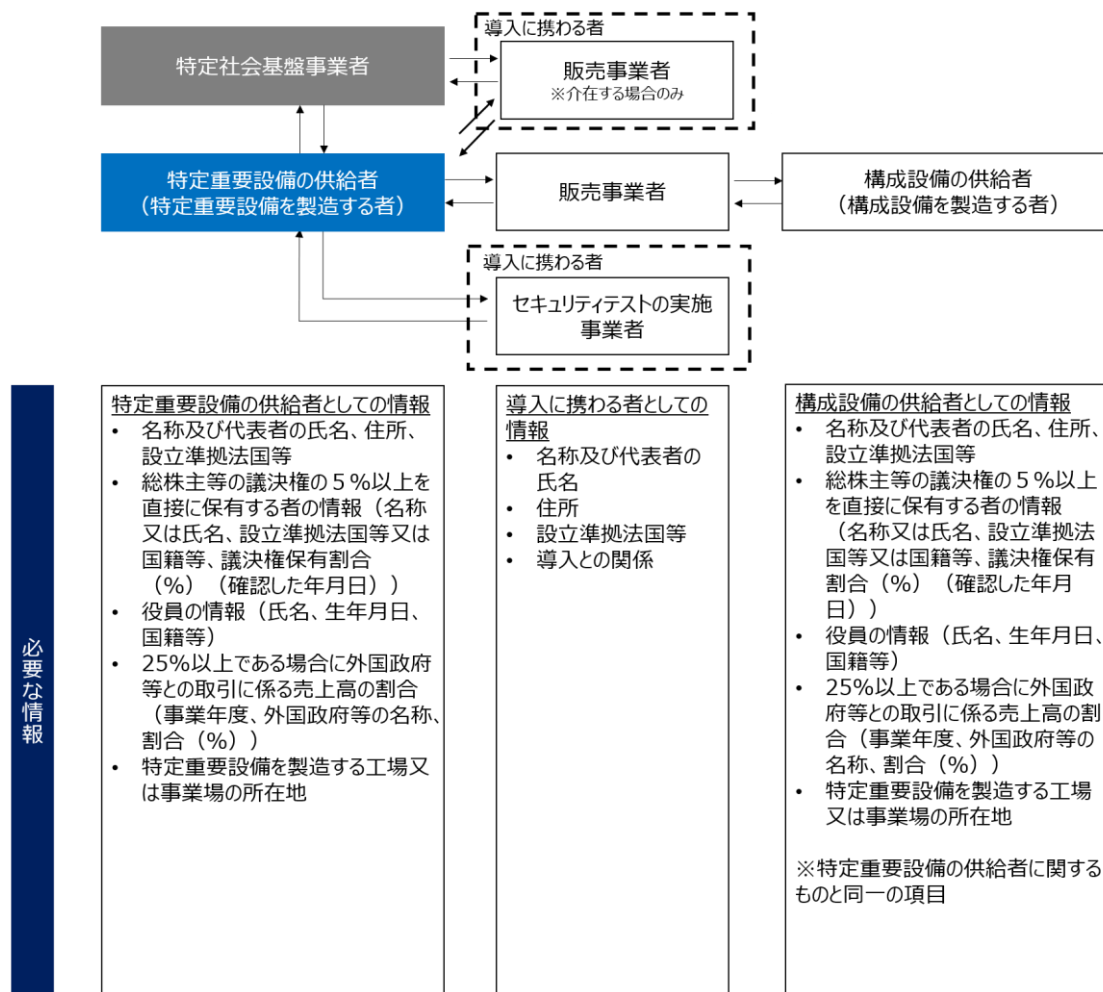 特定社会基盤事業者
導入に携わる者
販売事業者
※介在する場合のみ
特定重要設備の供給者
（特定重要設備を製造する者）
販売事業者
構成設備の供給者
（構成設備を製造する者）
導入に携わる者
セキュリティテストの実施
事業者
必要な情報
特定重要設備の供給者としての情報
• 名称及び代表者の氏名、住所、
設立準拠法国等
• 総株主等の議決権の５%以上を
直接に保有する者の情報（名称
又は氏名、設立準拠法国等又は
国籍等、議決権保有割合
（%）（確認した年月日））
• 役員の情報（氏名、生年月日、
国籍等）
• 25%以上である場合に外国政府
等との取引に係る売上高の割合
（事業年度、外国政府等の名称、
割合（%））
• 特定重要設備を製造する工場又
は事業場の所在地
導入に携わる者としての
情報
• 名称及び代表者の
氏名
• 住所
• 設立準拠法国等
• 導入との関係
構成設備の供給者としての情報
• 名称及び代表者の氏名、住所、
設立準拠法国等
• 総株主等の議決権の５%以上
を直接に保有する者の情報
（名称又は氏名、設立準拠法
国等又は国籍等、議決権保有
割合（%）（確認した年月
日））
• 役員の情報（氏名、生年月日、
国籍等）
• 25%以上である場合に外国政
府等との取引に係る売上高の割
合（事業年度、外国政府等の
名称、割合（%））
• 特定重要設備を製造する工場
又は事業場の所在地
※特定重要設備の供給者に関する
ものと同一の項目